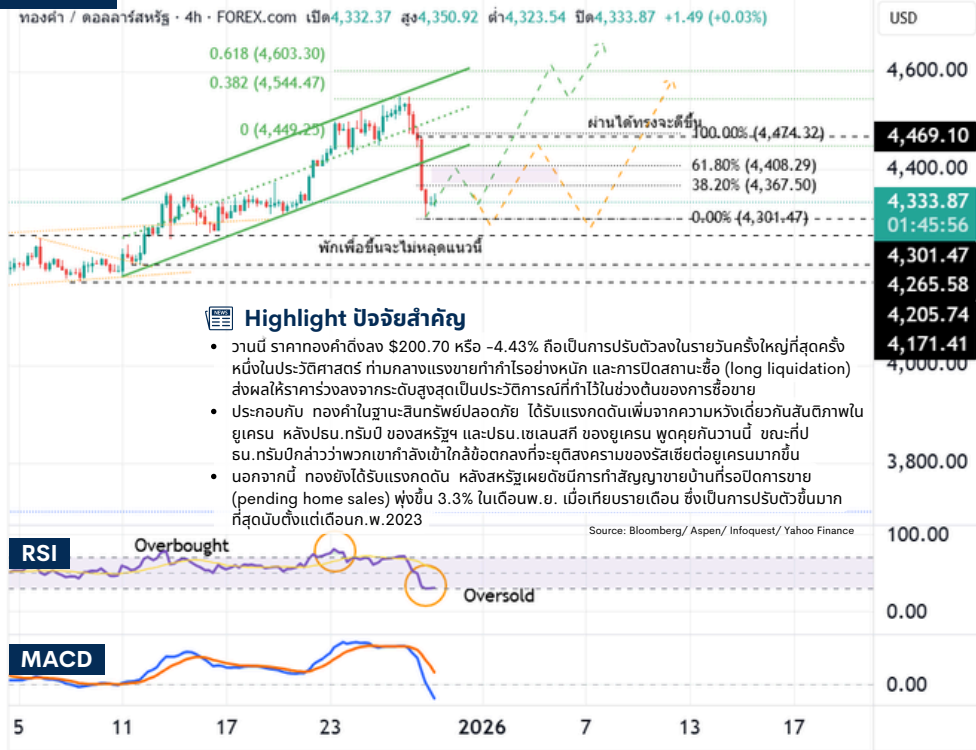 ทองคำ / ดอลลาร์สหรัฐ · 4h · FOREX.com เปิด4,332.37 สูง4,350.92 ต่ำ4,323.54 ปิด4,333.87 +1.49 (+0.03%)
USD
0.618 (4,603.30)
4,600.00
0.382 (4,544.47)
0 (4,449.25)
ผ่านได้ทรงจะดีขึ้น
100.00% (4,474.32)
4,469.10
61.80% (4,408.29)
4,400.00
38.20% (4,367.50)
4,333.87
01:45:56
0.00% (4,301.47)
4,301.47
พักเพื่อขึ้นจะไม่หลุดแนวนี้
4,265.58
4,205.74
4,171.41
4,000.00
Highlight ปัจจัยสำคัญ
• วานนี้ ราคาทองคำดิ่งลง $200.70 หรือ -4.43% ถือเป็นการปรับตัวลงในรายวันครั้งใหญ่ที่สุดครั้ง
หนึ่งในประวัติศาสตร์ ท่ามกลางแรงขายทำกำไรอย่างหนัก และการปิดสถานะซื้อ (long liquidation)
ส่งผลให้ราคาร่วงลงจากระดับสูงสุดเป็นประวัติการณ์ที่ทำไว้ในช่วงต้นของการซื้อขาย
• ประกอบกับ ทองคำในฐานะสินทรัพย์ปลอดภัย ได้รับแรงกดดันเพิ่มจากความหวังเกี่ยวกับสันติภาพใน
ยูเครน หลังปธน.ทรัมป์ ของสหรัฐฯ และปธน.เซเลนสกี ของยูเครน พูดคุยกันวานนี้ ขณะที่ป
ธน.ทรัมป์กล่าวว่าพวกเขากำลังเข้าใกล้ข้อตกลงที่จะยุติสงครามของรัสเซียต่อยูเครนมากขึ้น
• นอกจากนี้ ทองยังได้รับแรงกดดัน หลังสหรัฐเผยดัชนีการทำสัญญาขายบ้านที่รอปิดการขาย
(pending home sales) พุ่งขึ้น 3.3% ในเดือนพ.ย. เมื่อเทียบรายเดือน ซึ่งเป็นการปรับตัวขึ้นมาก
ที่สุดนับตั้งแต่เดือนก.พ.2023
3,800.00
Source: Bloomberg/ Aspen/ Infoquest/ Yahoo Finance
RSI
Overbought
100.00
Oversold
0.00
MACD
0.00
5 11 17 23 2026 7 13 17